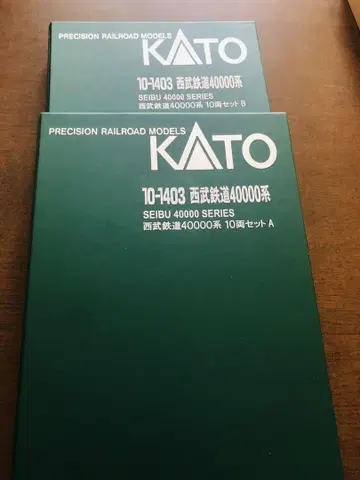 PRECISION RAILROAD MODELS
KATO
10-1403 西武鉄道40000系
SEIBU 40000 SERIES
西武鉄道40000系 10両セット B
PRECISION RAILROAD MODELS
KATO
10-1403 西武鉄道40000系
SEIBU 40000 SERIES
西武鉄道40000系 10両セット A